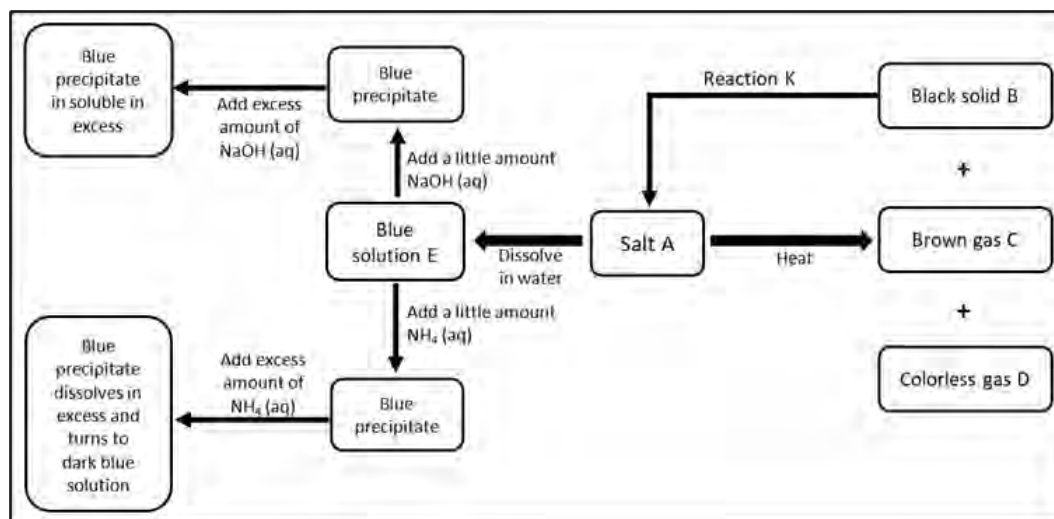 Blue
precipitate
in soluble in
excess
Add excess
amount of
NaOH (aq)
Blue
precipitate
Reaction K
Black solid B
+
Add a little amount
NaOH (aq)
Blue
solution E
Dissolve
in water
Salt A
Heat
Brown gas C
+
Add a little amount
NH₄ (aq)
Blue
precipitate
dissolves in
excess and
turns to
dark blue
solution
Add excess
amount of
NH₄ (aq)
Blue
precipitate
Colorless gas D